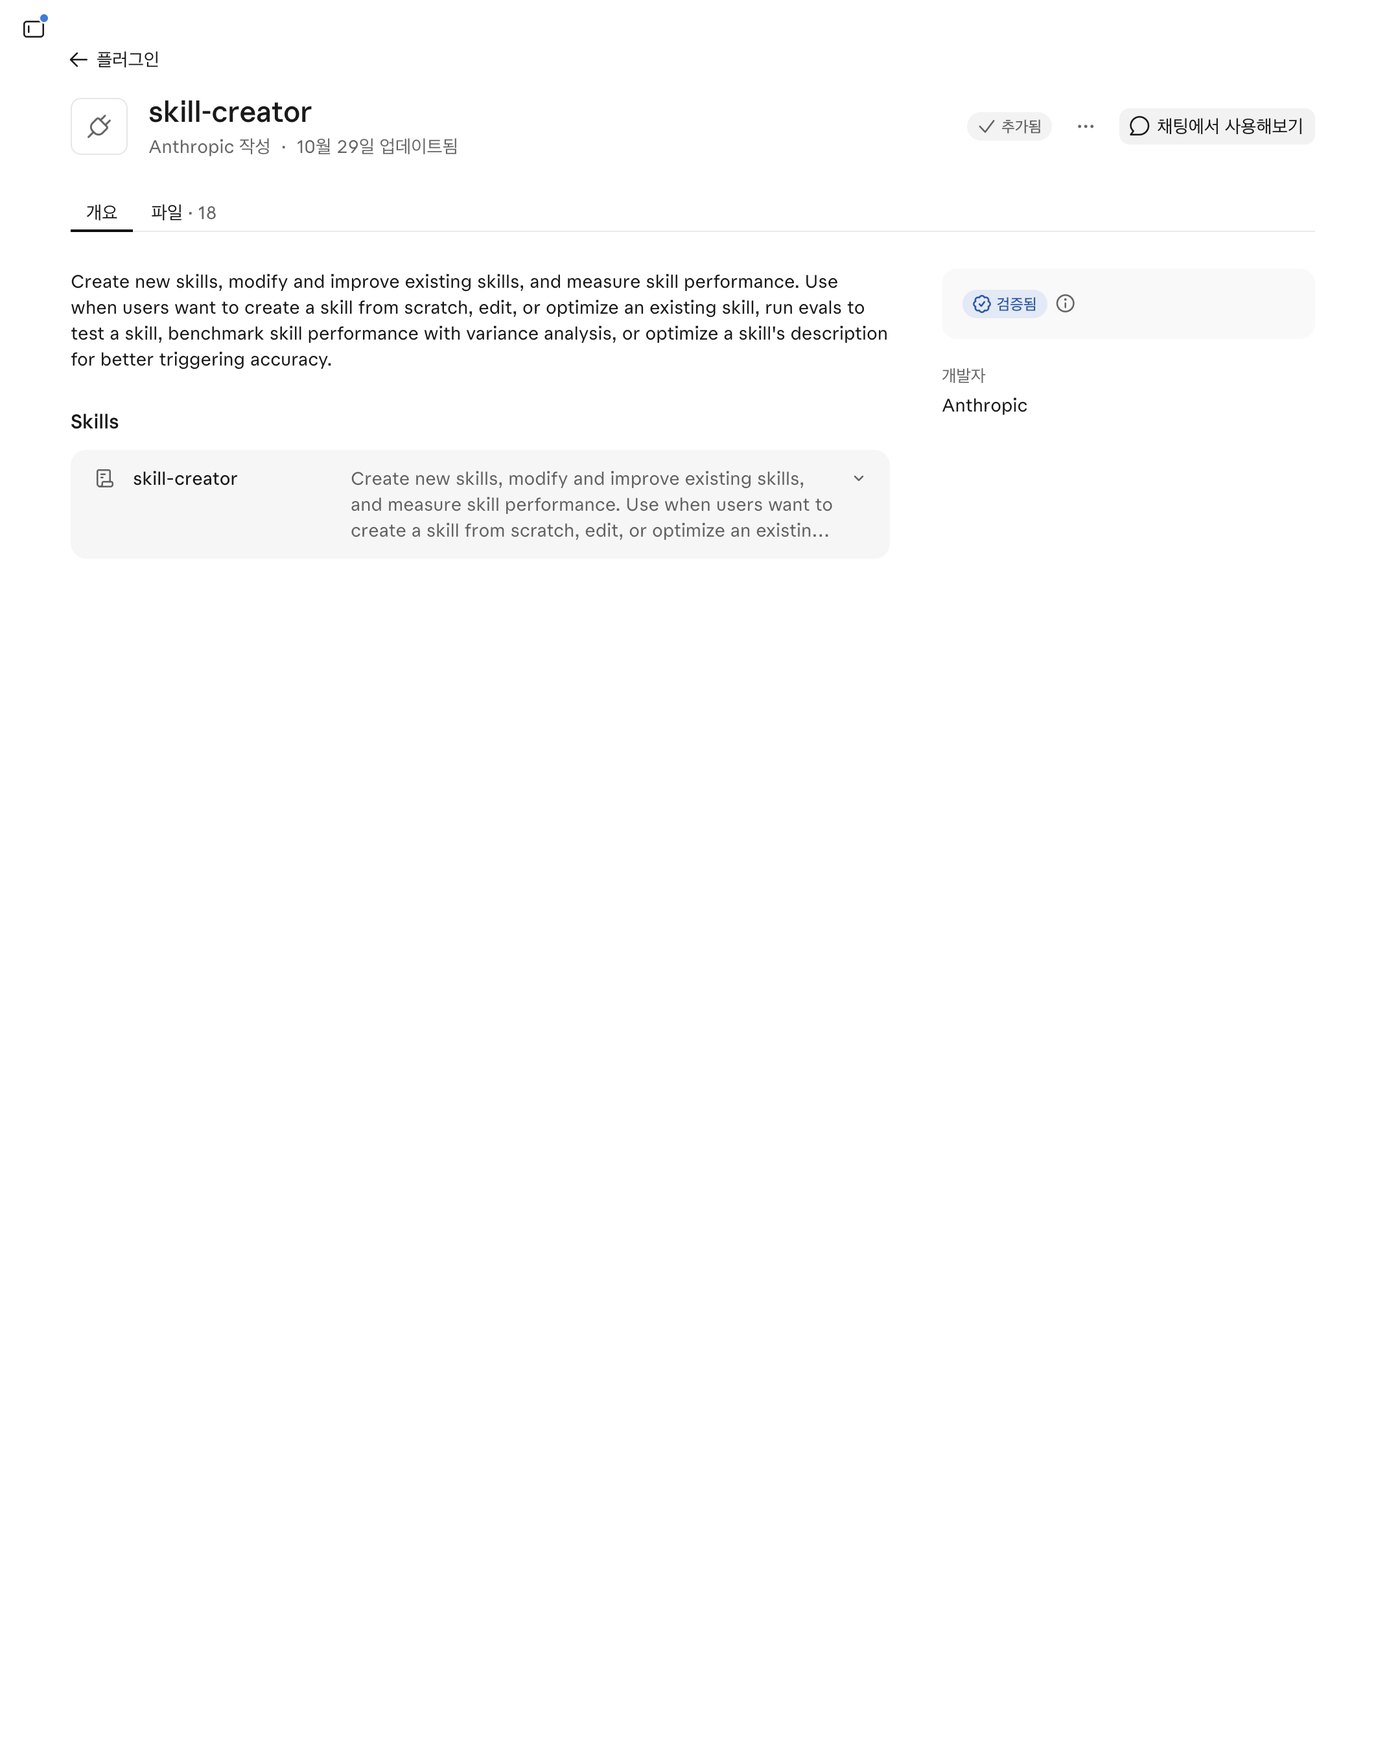 플러그인
skill-creator
Anthropic 작성 · 10월 29일 업데이트됨
추가됨
채팅에서 사용해보기
개요
파일 · 18
Create new skills, modify and improve existing skills, and measure skill performance. Use
when users want to create a skill from scratch, edit, or optimize an existing skill, run evals to
test a skill, benchmark skill performance with variance analysis, or optimize a skill's description
for better triggering accuracy.
검증됨
개발자
Anthropic
Skills
skill-creator
Create new skills, modify and improve existing skills,
and measure skill performance. Use when users want to
create a skill from scratch, edit, or optimize an existin...